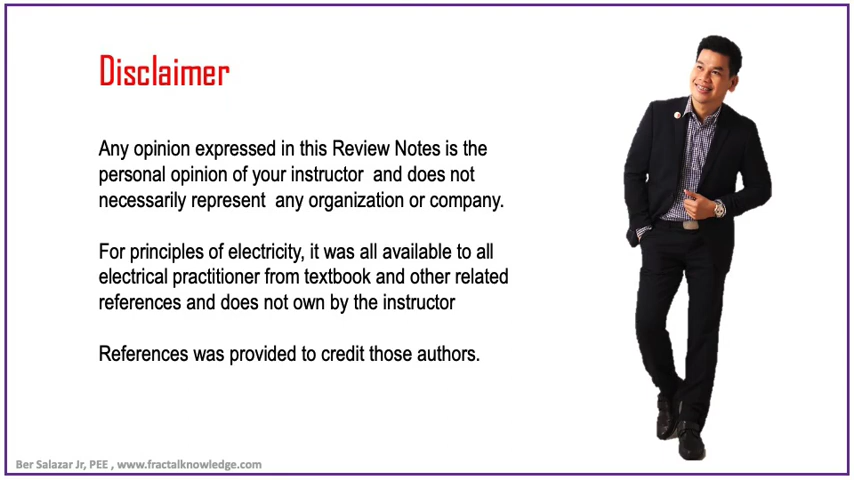 Disclaimer
Any opinion expressed in this Review Notes is the
personal opinion of your instructor and does not
necessarily represent any organization or company.
For principles of electricity, it was all available to all
electrical practitioner from textbook and other related
references and does not own by the instructor
References was provided to credit those authors.
Ber Salazar Jr, PEE , www.fractalknowledge.com